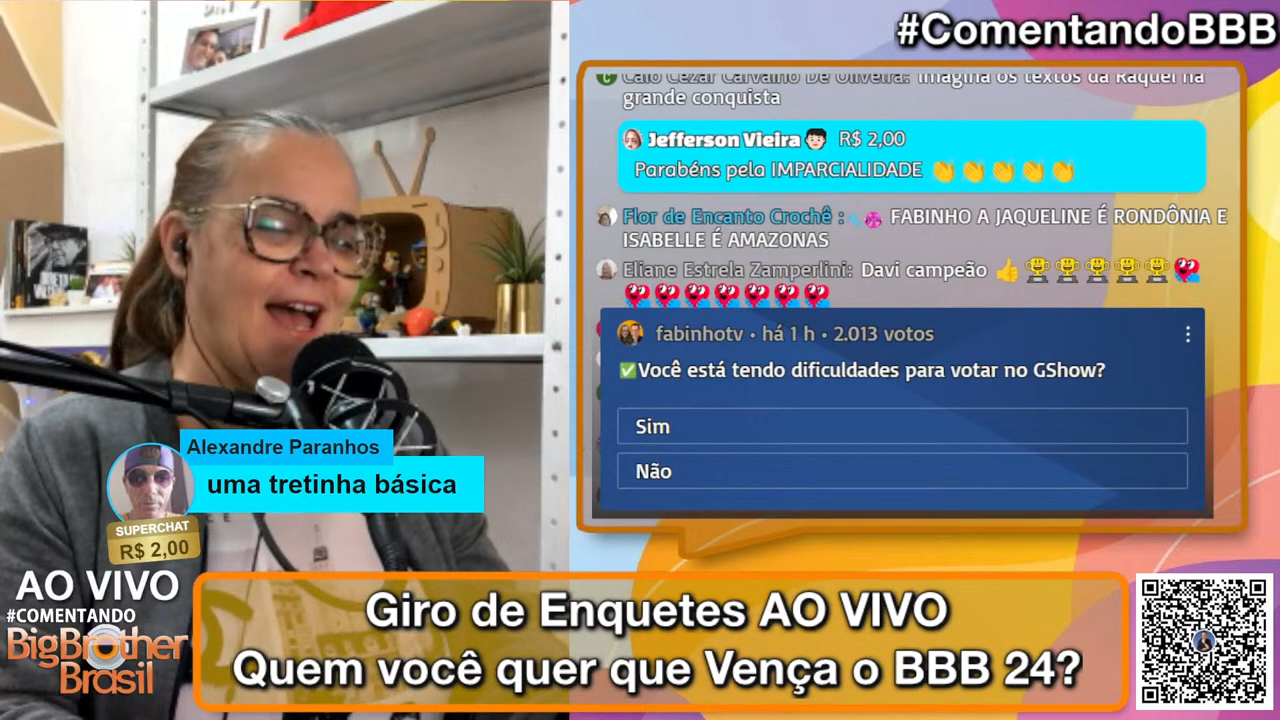 #ComentandoBBB
Caio Cezar Carvalho De Oliveira: Imagina os textos da Raquel na
grande conquista
Jefferson Vieira R$ 2,00
Parabéns pela IMPARCIALIDADE 👏👏👏👏👏
Flor de Encanto Crochê : FABINHO A JAQUELINE É RONDÔNIA E
ISABELLE É AMAZONAS
Eliane Estrela Zamperlini: Davi campeão 👍🏆🏆🏆🏆🏆
fabinhotv • há 1 h • 2.013 votos
✅Você está tendo dificuldades para votar no GShow?
Sim
Não
Alexandre Paranhos
uma tretinha básica
SUPERCHAT
R$ 2,00
AO VIVO
#COMENTANDO
BigBrother
Brasil
Giro de Enquetes AO VIVO
Quem você quer que Vença o BBB 24?